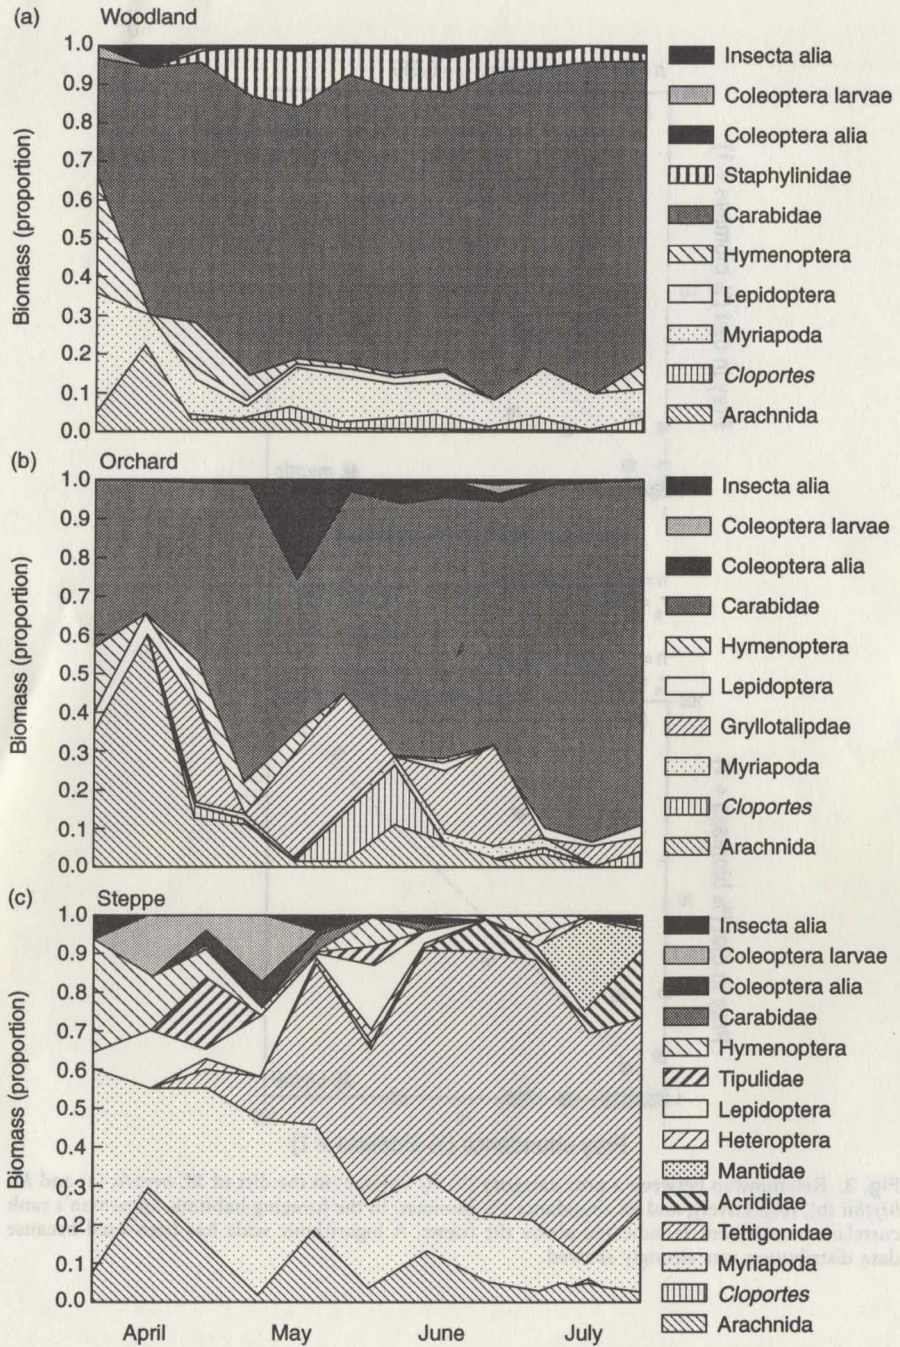 (a) Woodland
Biomass (proportion)
1.0
0.9
0.8
0.7
0.6
0.5
0.4
0.3
0.2
0.1
0.0
Insecta alia
Coleoptera larvae
Coleoptera alia
Staphylinidae
Carabidae
Hymenoptera
Lepidoptera
Myriapoda
Cloportes
Arachnida
(b) Orchard
Biomass (proportion)
1.0
0.9
0.8
0.7
0.6
0.5
0.4
0.3
0.2
0.1
0.0
Insecta alia
Coleoptera larvae
Coleoptera alia
Carabidae
Hymenoptera
Lepidoptera
Gryllotalipdae
Myriapoda
Cloportes
Arachnida
(c) Steppe
Biomass (proportion)
1.0
0.9
0.8
0.7
0.6
0.5
0.4
0.3
0.2
0.1
0.0
Insecta alia
Coleoptera larvae
Coleoptera alia
Carabidae
Hymenoptera
Tipulidae
Lepidoptera
Heteroptera
Mantidae
Acrididae
Tettigonidae
Myriapoda
Cloportes
Arachnida
April May June July